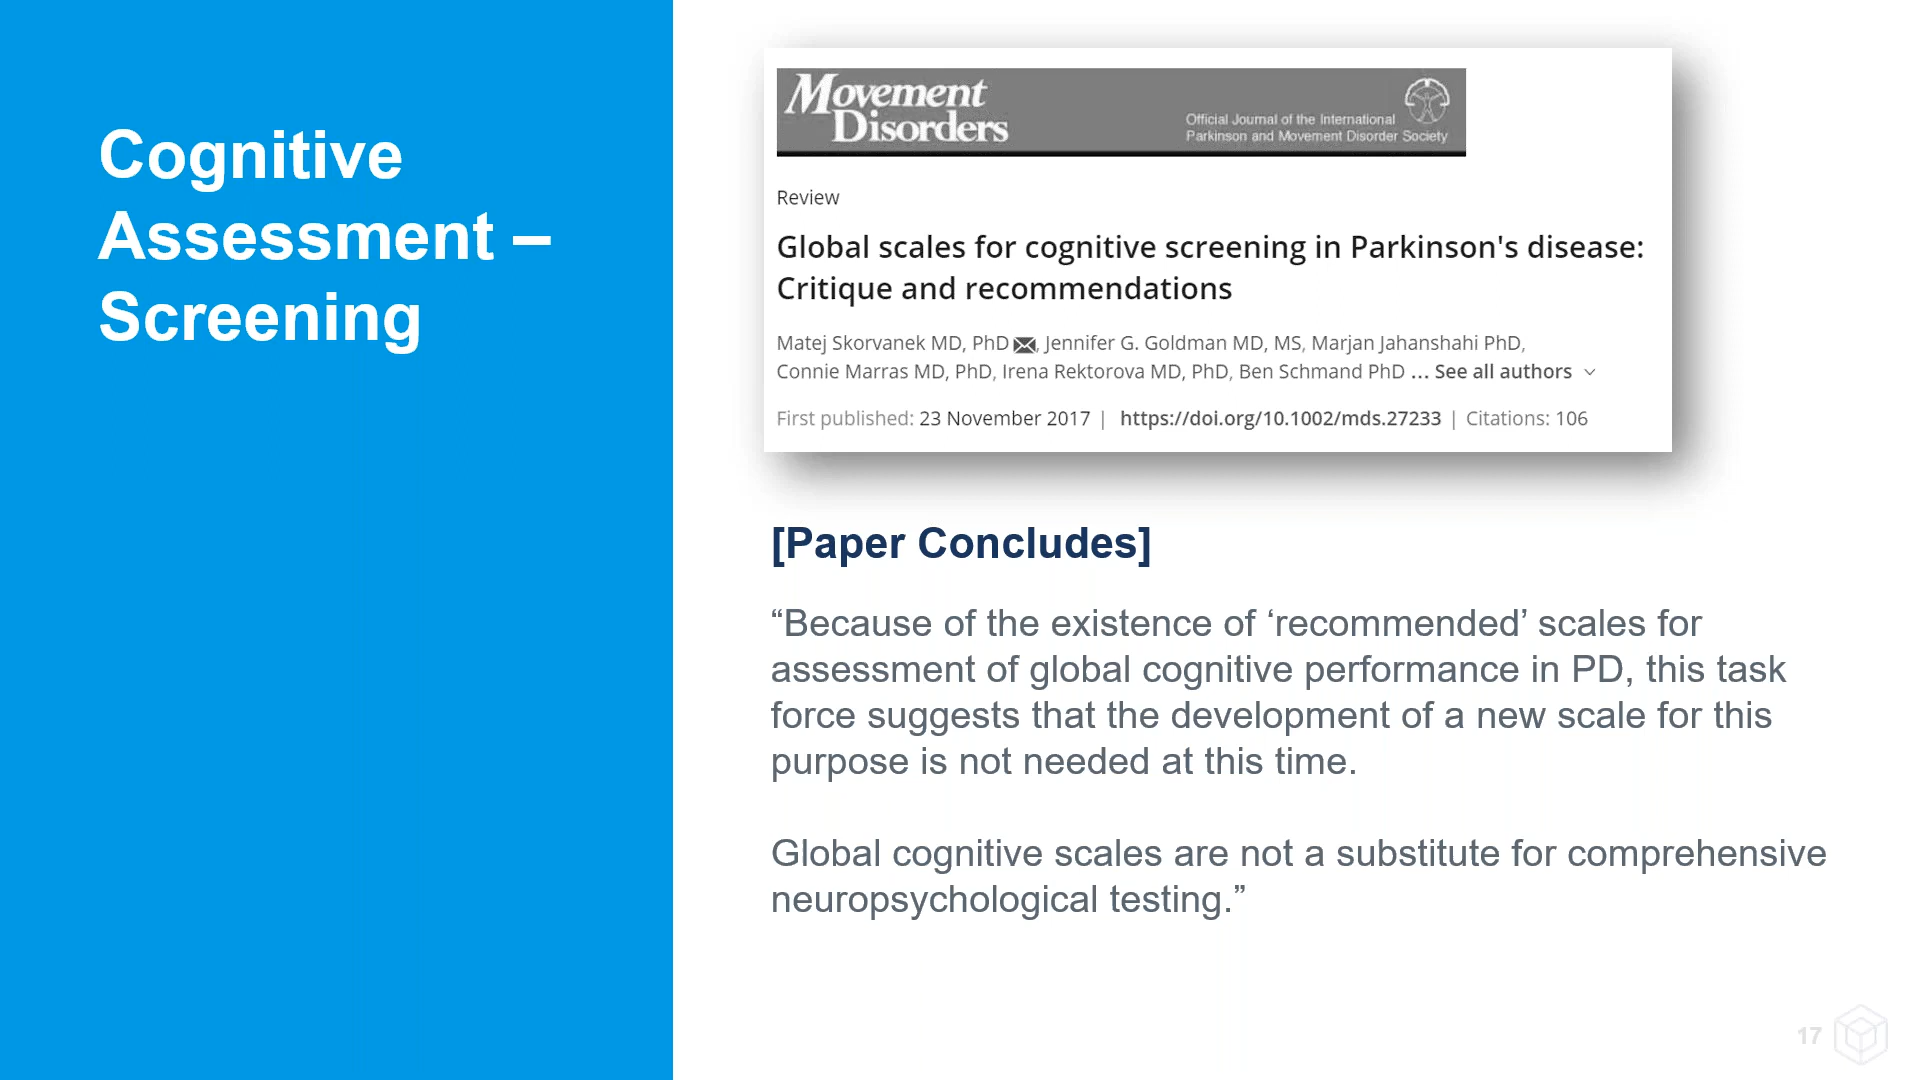 Cognitive
Assessment –
Screening
Movement
Disorders
Official Journal of the International
Parkinson and Movement Disorder Society
Review
Global scales for cognitive screening in Parkinson's disease:
Critique and recommendations
Matej Skorvanek MD, PhD, Jennifer G. Goldman MD, MS, Marjan Jahanshahi PhD,
Connie Marras MD, PhD, Irena Rektorova MD, PhD, Ben Schmand PhD … See all authors
First published: 23 November 2017 | https://doi.org/10.1002/mds.27233 | Citations: 106
[Paper Concludes]
“Because of the existence of ‘recommended’ scales for
assessment of global cognitive performance in PD, this task
force suggests that the development of a new scale for this
purpose is not needed at this time.
Global cognitive scales are not a substitute for comprehensive
neuropsychological testing.”
17